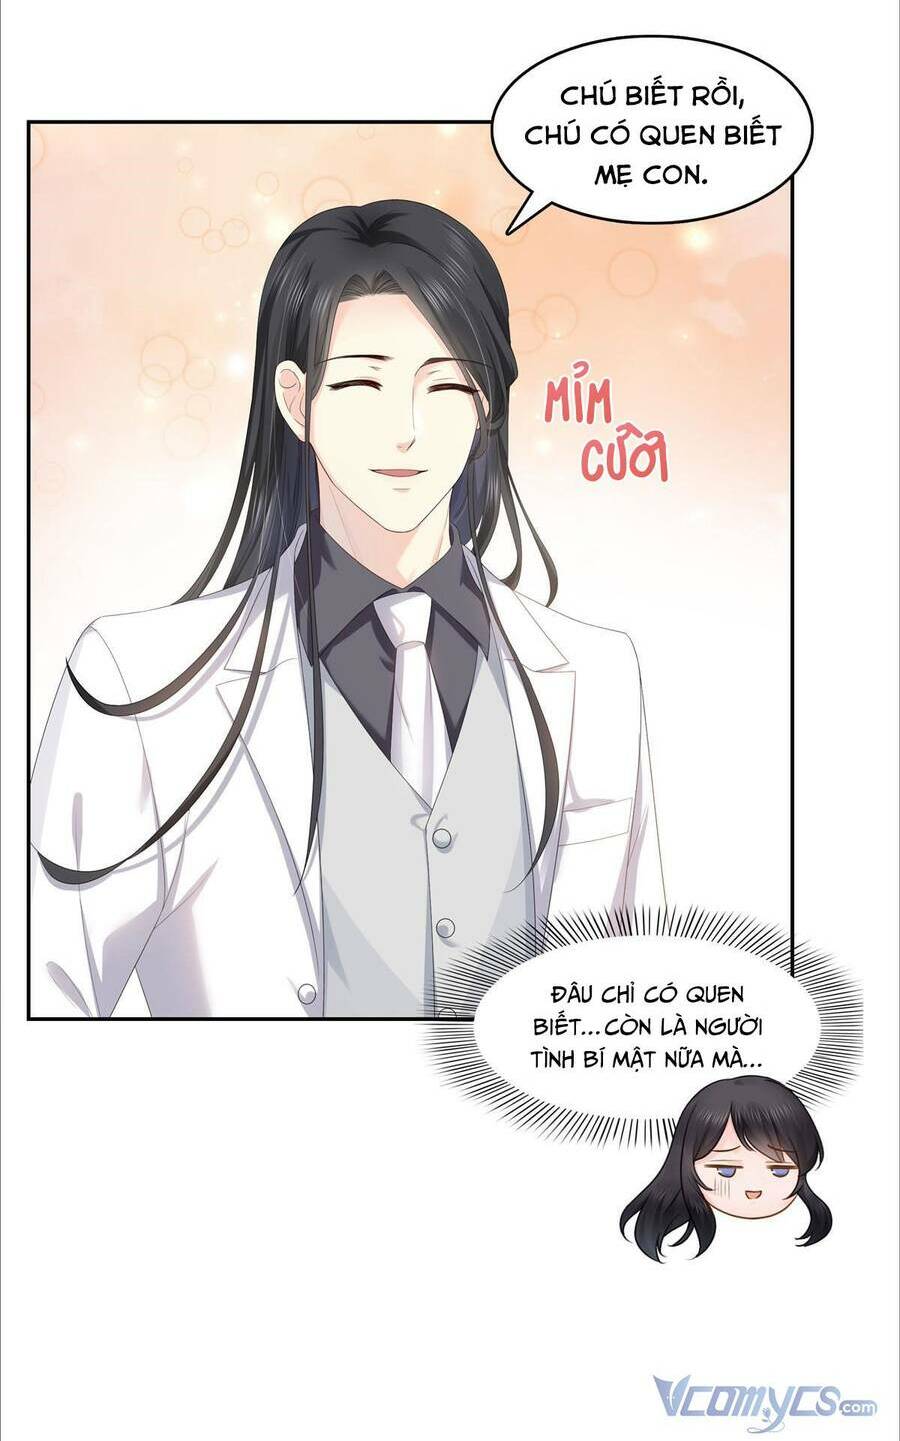 CHÚ BIẾT RỒI,
CHÚ CÓ QUEN BIẾT
MẸ CON.
MỈM
CƯỜI
ĐÂU CHỈ CÓ QUEN
BIẾT...CÒN LÀ NGƯỜI
TÌNH BÍ MẬT NỮA MÀ...
VCOMYCS.com